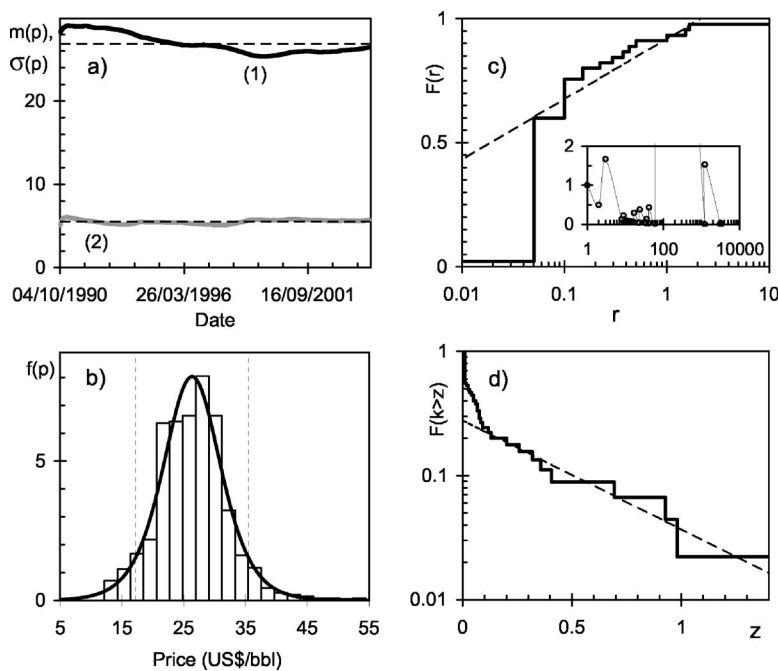 m(p),
σ(p)
a)
(1)
(2)
20
10
0
04/10/1990 26/03/1996 16/09/2001
Date
F(r)
c)
1
0.5
0
2
1
0
1 100 10000
0.01 0.1 1 10
r
f(p)
b)
5
0
5 15 25 35 45 55
Price (US$/bbl)
F(k>z)
d)
1
0.1
0.01
0 0.5 1 z